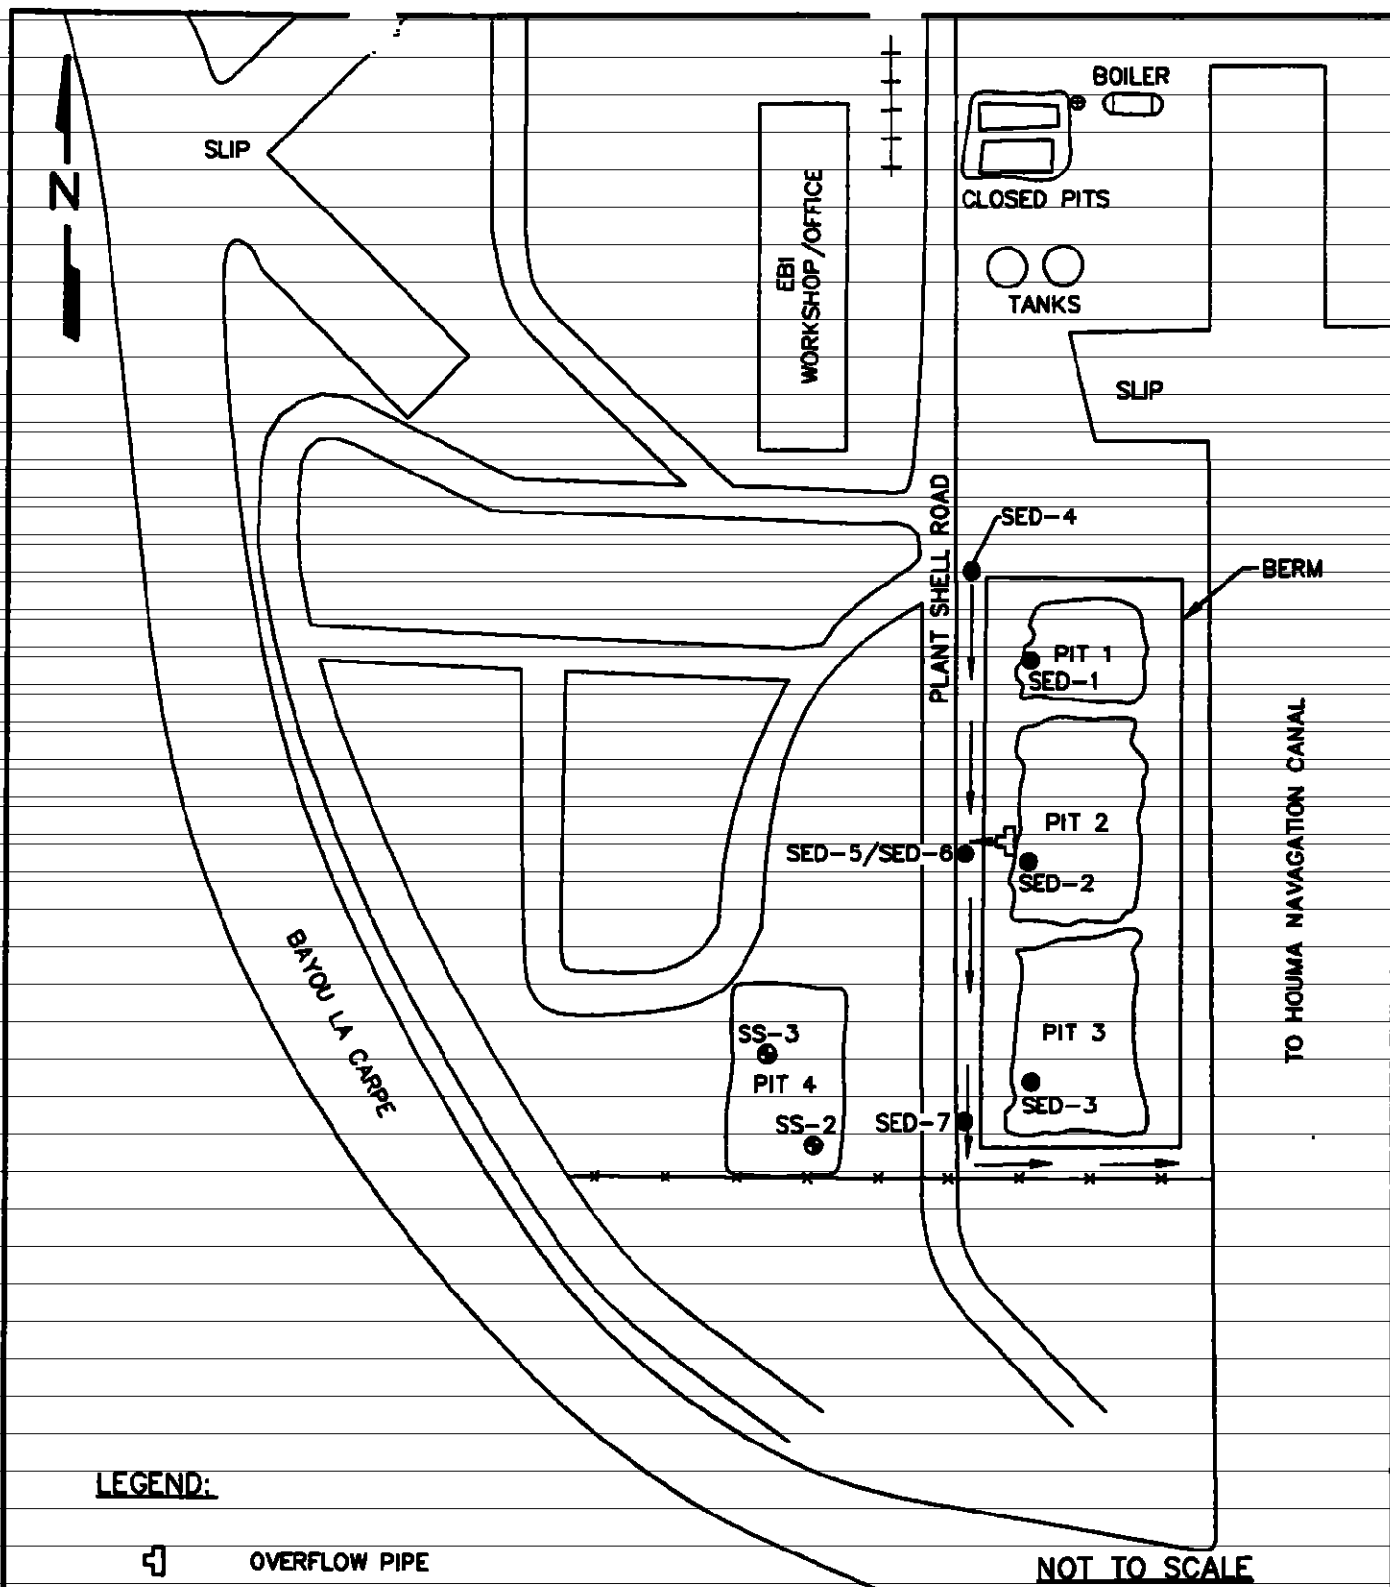 BOILER
SLIP
N
CLOSED PITS
EBI
WORKSHOP/OFFICE
TANKS
SLIP
PLANT SHELL ROAD
SED-4
BERM
PIT 1
SED-1
TO HOUMA NAVAGATION CANAL
PIT 2
SED-5/SED-6
SED-2
BAYOU LA CARPE
SS-3
PIT 3
PIT 4
SED-3
SS-2
SED-7
LEGEND:
OVERFLOW PIPE
NOT TO SCALE